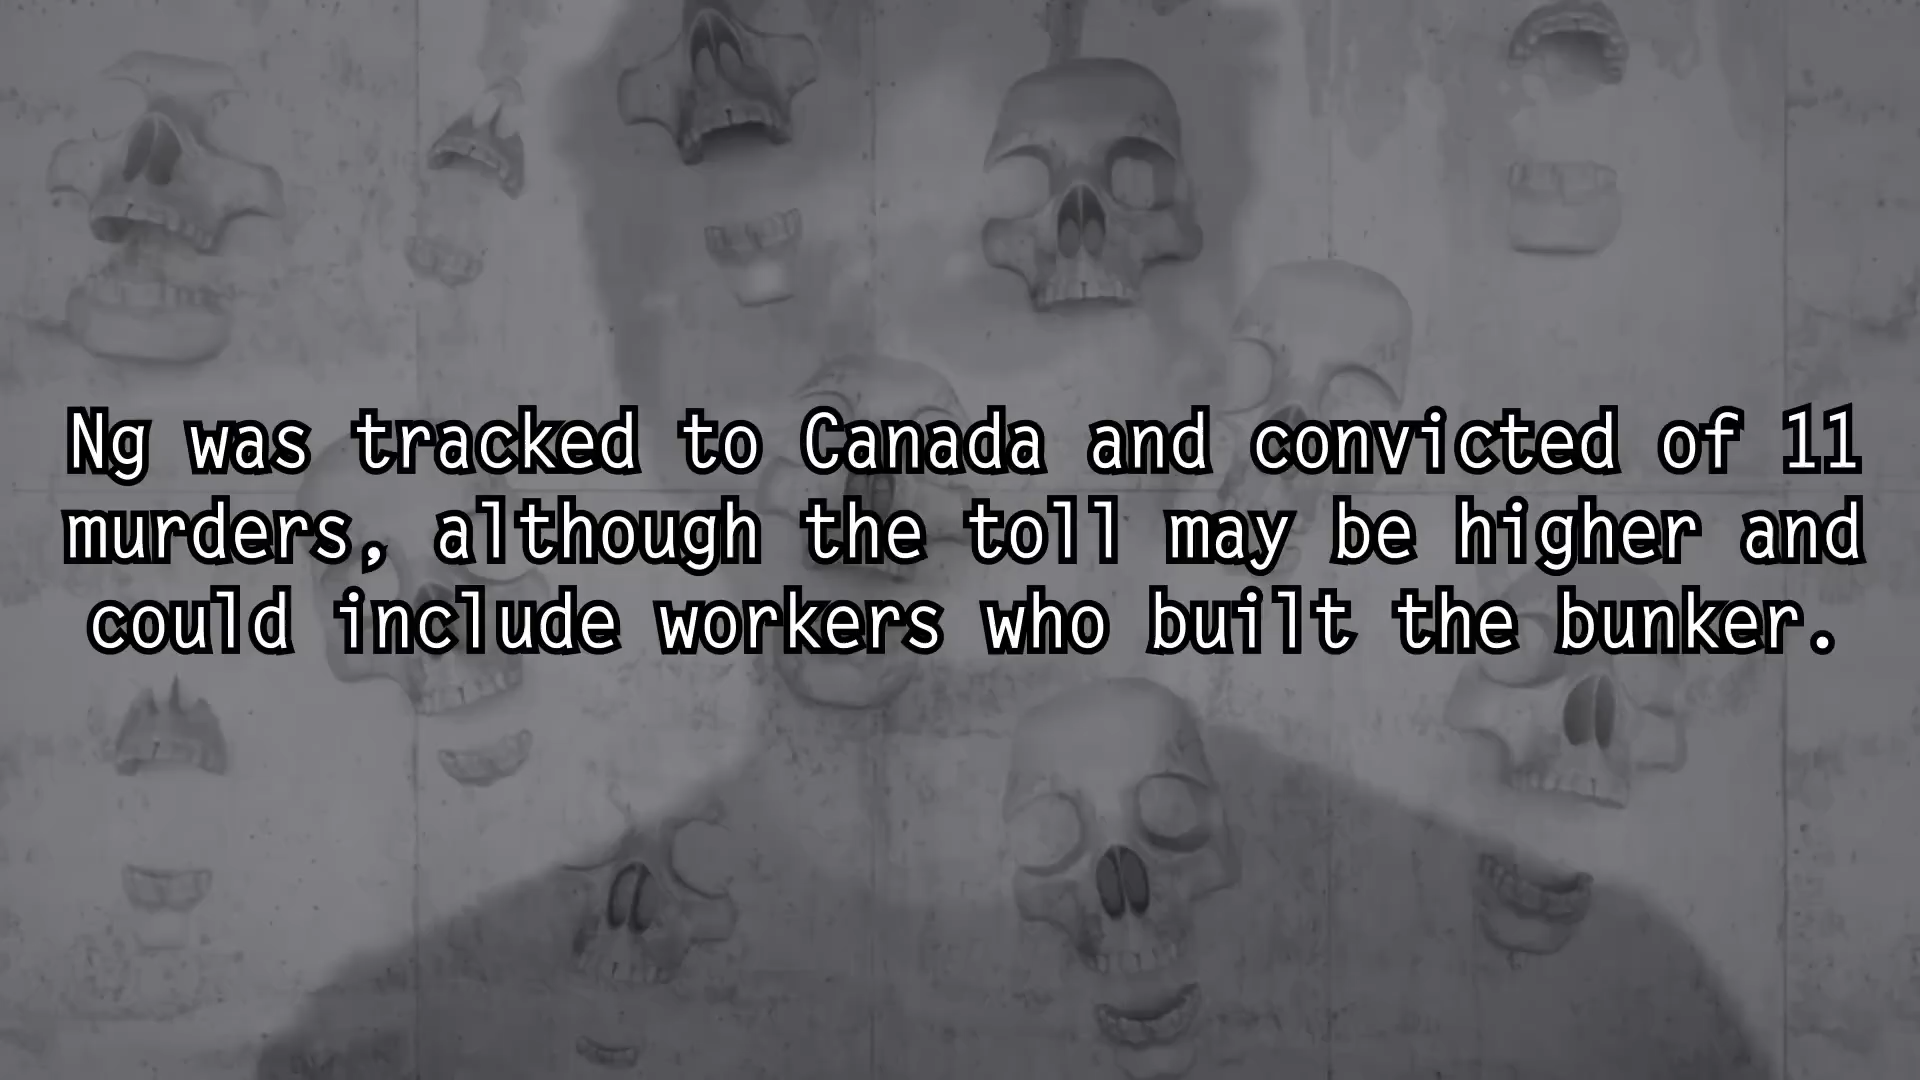 Ng was tracked to Canada and convicted of 11
murders, although the toll may be higher and
could include workers who built the bunker.